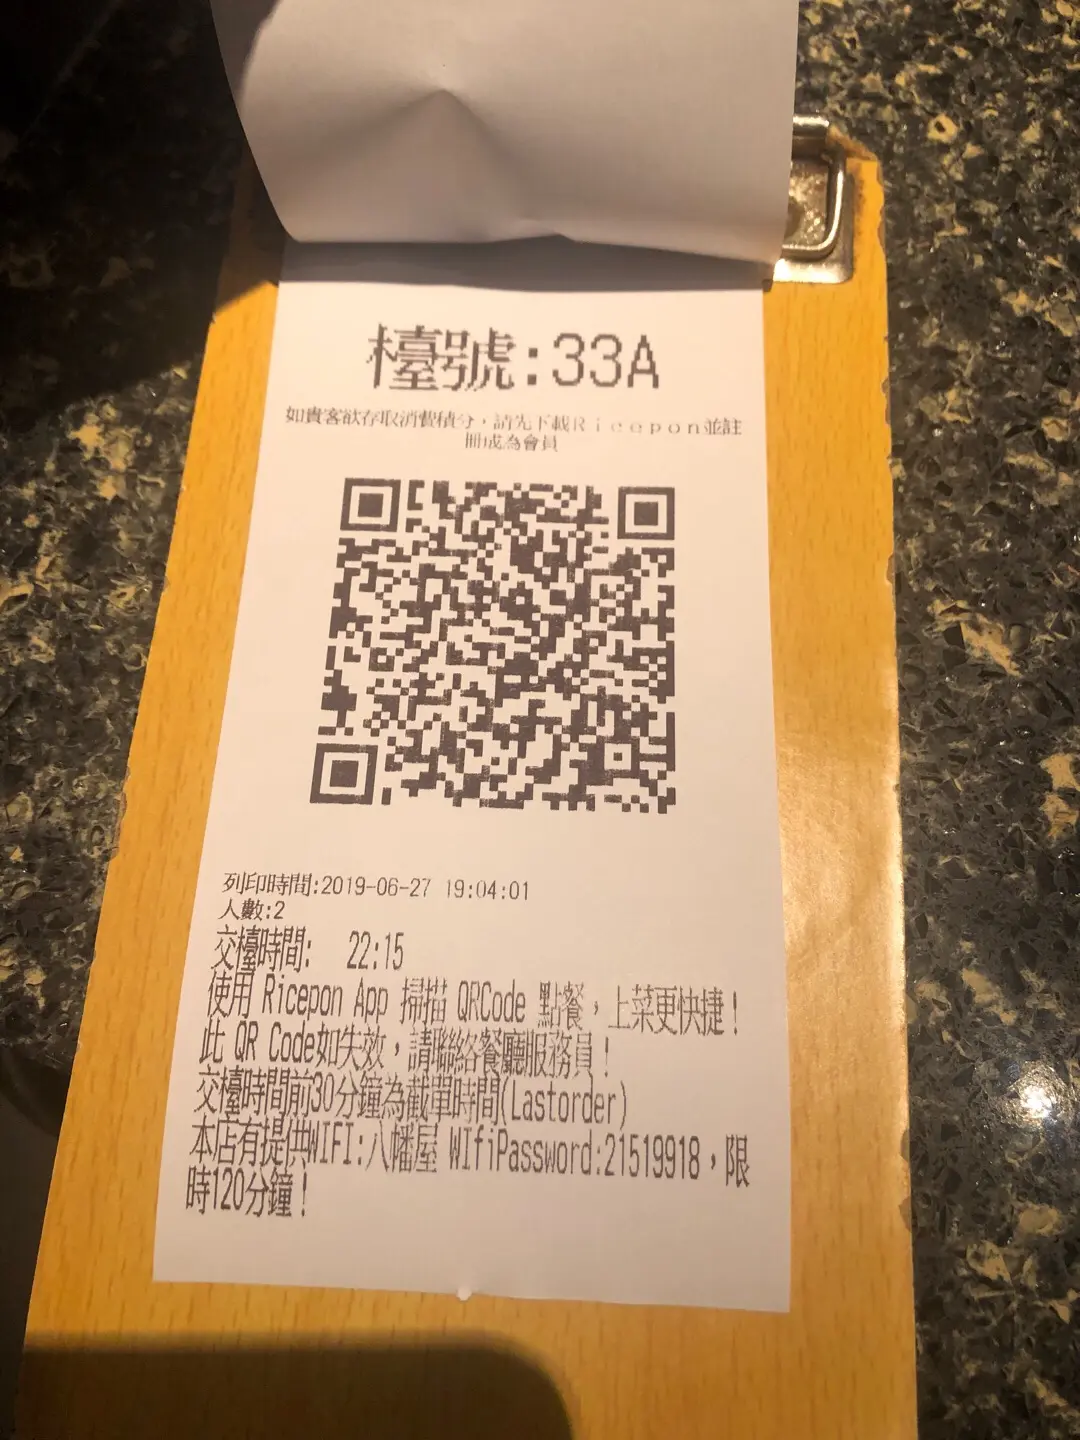 檯號:33A
如貴客欲存取消費積分，請先下載Ｒｉｃｅｐｏｎ並註
冊成為會員
列印時間:2019-06-27 19:04:01
人數:2
交檯時間: 22:15
使用 Ricepon App 掃描 QRCode 點餐，上菜更快捷！
此 QR Code如失效，請聯絡餐廳服務員！
交檯時間前30分鐘為截單時間(Lastorder)
本店有提供WIFI:八幡屋 WIfiPassword:21519918，限
時120分鐘！